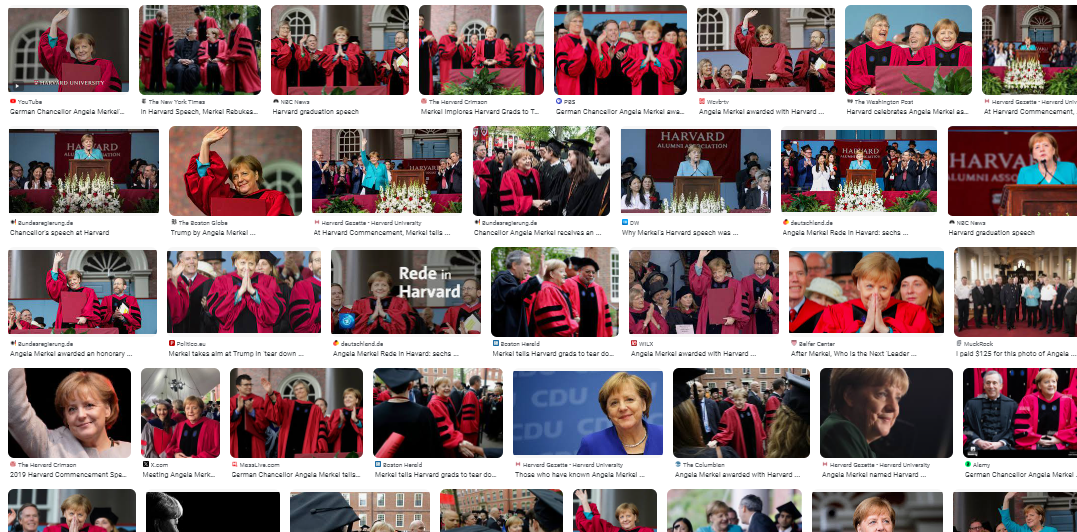 HARVARD UNIVERSITY
YouTube
German Chancellor Angela Merkel'...
The New York Times
In Harvard Speech, Merkel Rebukes...
NBC News
Harvard graduation speech
The Harvard Crimson
Merkel Implores Harvard Grads to T...
PBS
German Chancellor Angela Merkel awa...
Wcvb-tv
Angela Merkel awarded with Harvard ...
The Washington Post
Harvard celebrates Angela Merkel as...
Harvard Gazette - Harvard Univ
At Harvard Commencement,
HARVARD
ALUMNI ASSOCIATION
Bundesregierung.de
Chancellor's speech at Harvard
The Boston Globe
Trump by Angela Merkel ...
HARVARD
Harvard Gazette - Harvard University
At Harvard Commencement, Merkel tells ...
Bundesregierung.de
Chancellor Angela Merkel receives an ...
HARVARD
ALUMNI ASSOCIATION
DW
Why Merkel's Harvard speech was ...
HARVARD
ALUMNI ASSOCIATION
deutschland.de
Angela Merkel Rede in Havard: sechs ...
HARVAR
ALUMNI ASSOC
NBC News
Harvard graduation speech
Bundesregierung.de
Angela Merkel awarded an honorary ...
Politico.eu
Merkel takes aim at Trump in 'tear down ...
Rede in
Harvard
deutschland.de
Angela Merkel Rede in Havard: sechs ...
Boston Herald
Merkel tells Harvard grads to tear do...
WILX
Angela Merkel awarded with Harvard ...
Belfer Center
After Merkel, Who Is the Next 'Leader ...
MuckRock
I paid $125 for this photo of Angela ...
The Harvard Crimson
2019 Harvard Commencement Spe...
X.com
Meeting Angela Merk...
MassLive.com
German Chancellor Angela Merkel tells...
Boston Herald
Merkel tells Harvard grads to tear do...
CDU
CDU
Harvard Gazette - Harvard University
Those who have known Angela Merkel ...
The Columbian
Angela Merkel awarded with Harvard ...
Harvard Gazette - Harvard University
Angela Merkel named Harvard ...
Alamy
German Chancellor Angela Merkel